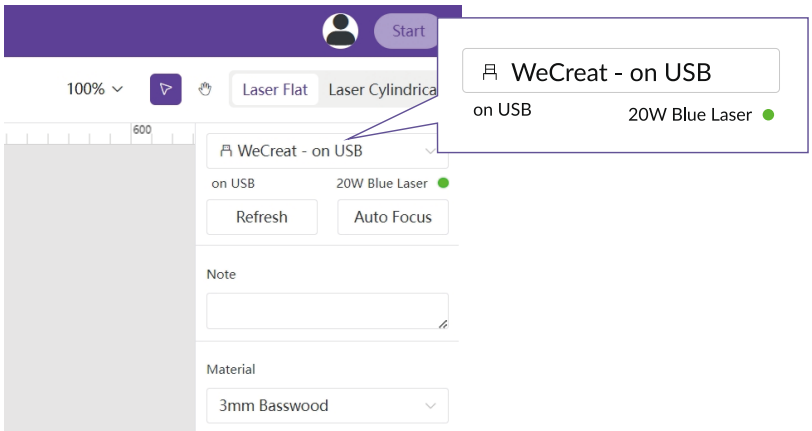 Start
100%
Laser Flat
Laser Cylindrica
600
WeCreat - on USB
on USB
20W Blue Laser
Refresh
Auto Focus
Note
Material
3mm Basswood
WeCreat - on USB
on USB
20W Blue Laser